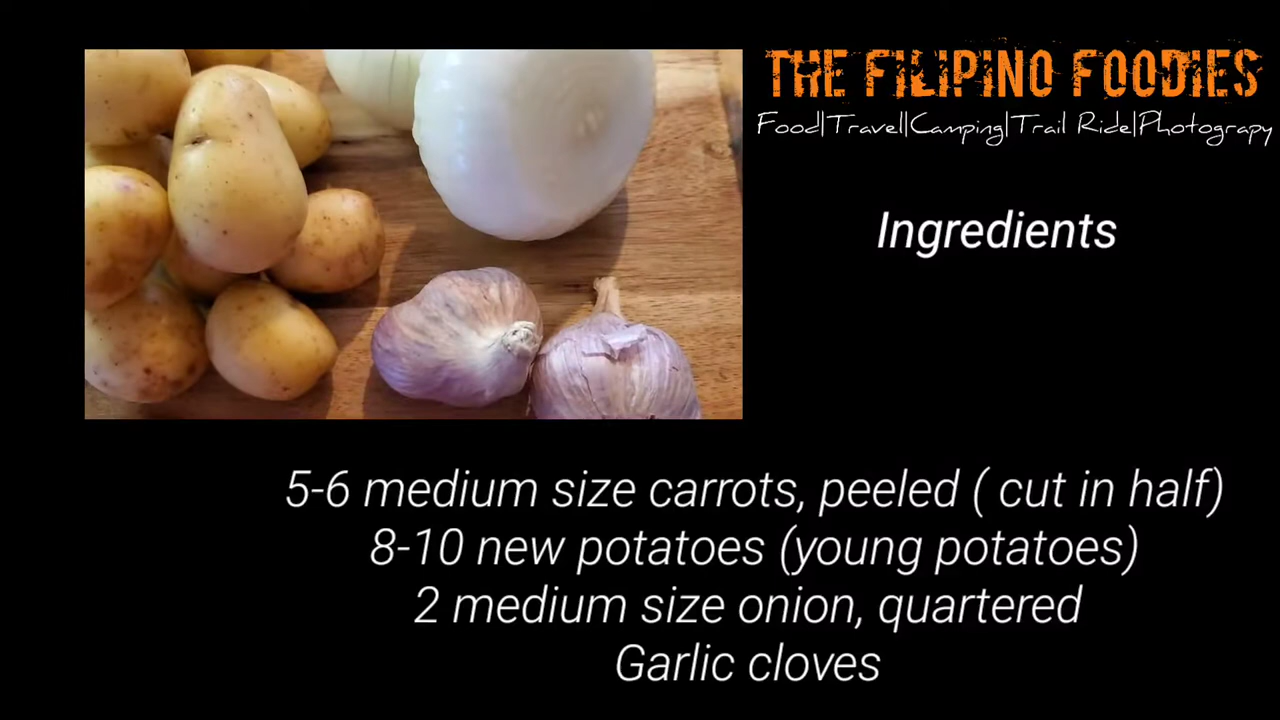 THE FILIPINO FOODIES
Food|Travel|Camping|Trail Ride|Photograpy
Ingredients
5-6 medium size carrots, peeled ( cut in half)
8-10 new potatoes (young potatoes)
2 medium size onion, quartered
Garlic cloves